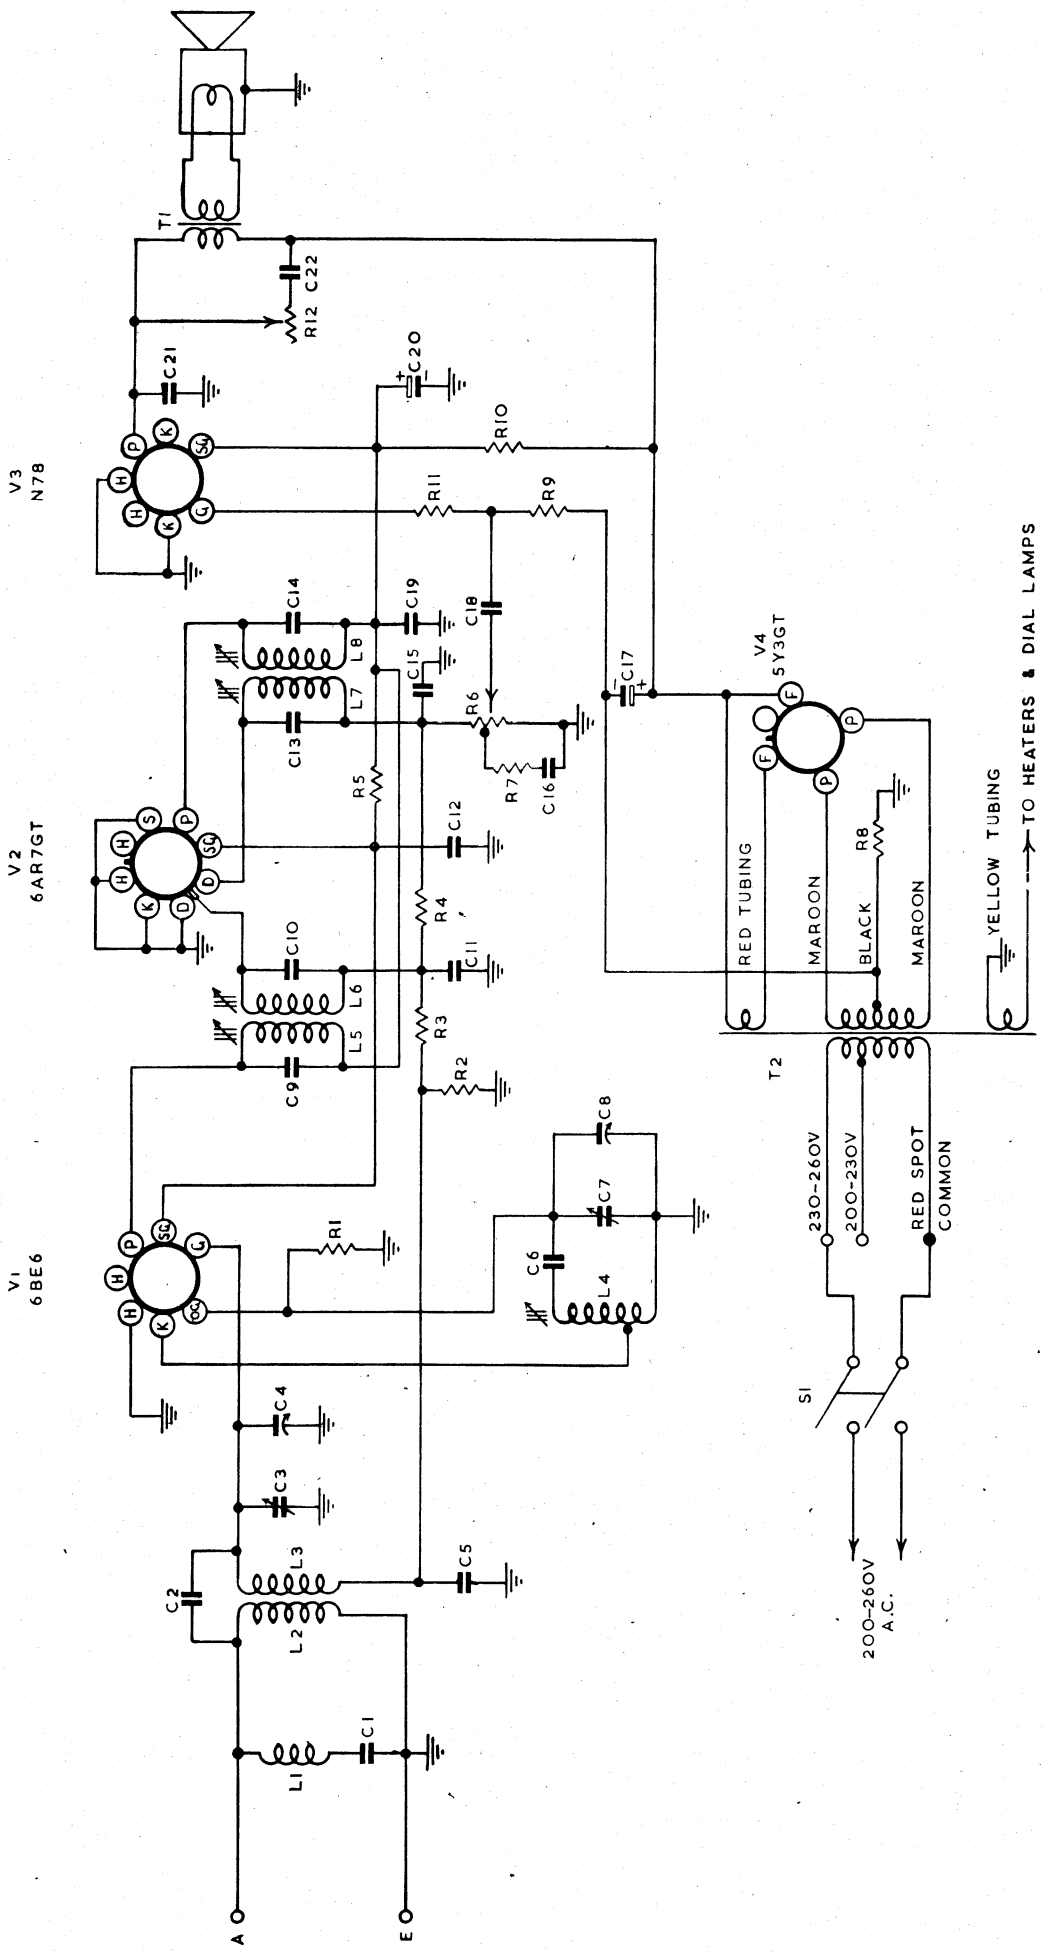 V1
6BE6
V2
6AR7GT
V3
N78
A
E
L1
C1
C2
L2
L3
C3
C4
C5
H
H
P
SG
G
OG
K
R1
C6
L4
C7
C8
R2
R3
C9
L5
L6
C10
C11
R4
K
H
H
S
P
SG
D
D
C12
R5
C13
L7
L8
C14
C15
C19
R6
R7
C16
C18
H
H
P
K
SG
G
K
R11
R9
R10
C20
+
-
C21
R12
C22
T1
C17
-
+
V4
5Y3GT
F
F
P
P
RED TUBING
MAROON
BLACK
R8
MAROON
YELLOW TUBING
TO HEATERS & DIAL LAMPS
T2
230-260V
200-230V
RED SPOT
COMMON
S1
200-260V
A.C.